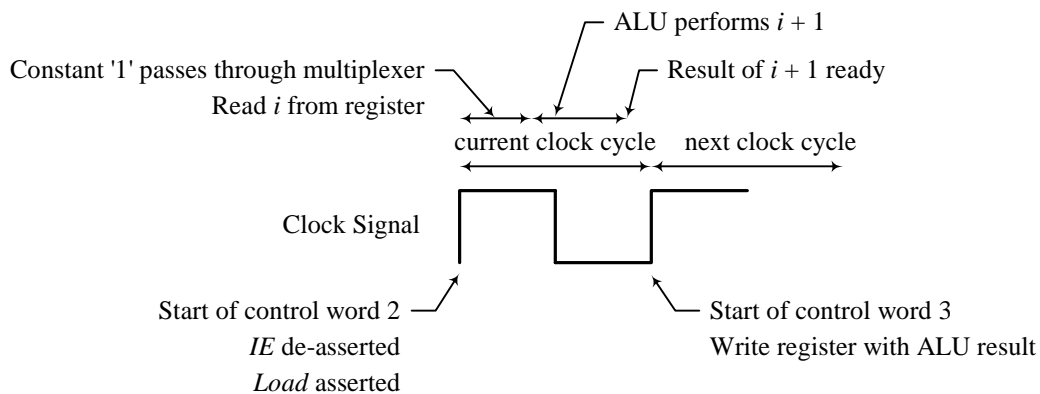 ALU performs i + 1
Constant '1' passes through multiplexer
Read i from register
Result of i + 1 ready
current clock cycle
next clock cycle
Clock Signal
Start of control word 2
IE de-asserted
Load asserted
Start of control word 3
Write register with ALU result